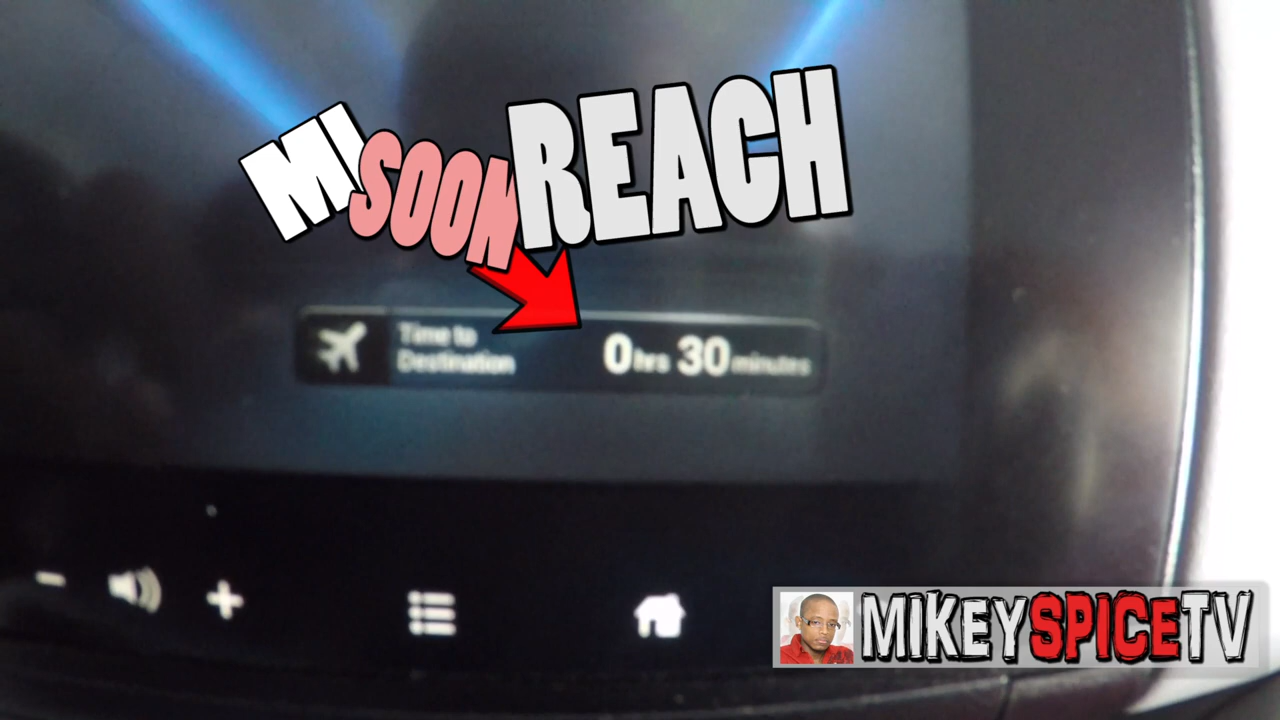 MI SOON REACH
Time to
Destination
0 hrs 30 minutes
MIKEYSPICETV